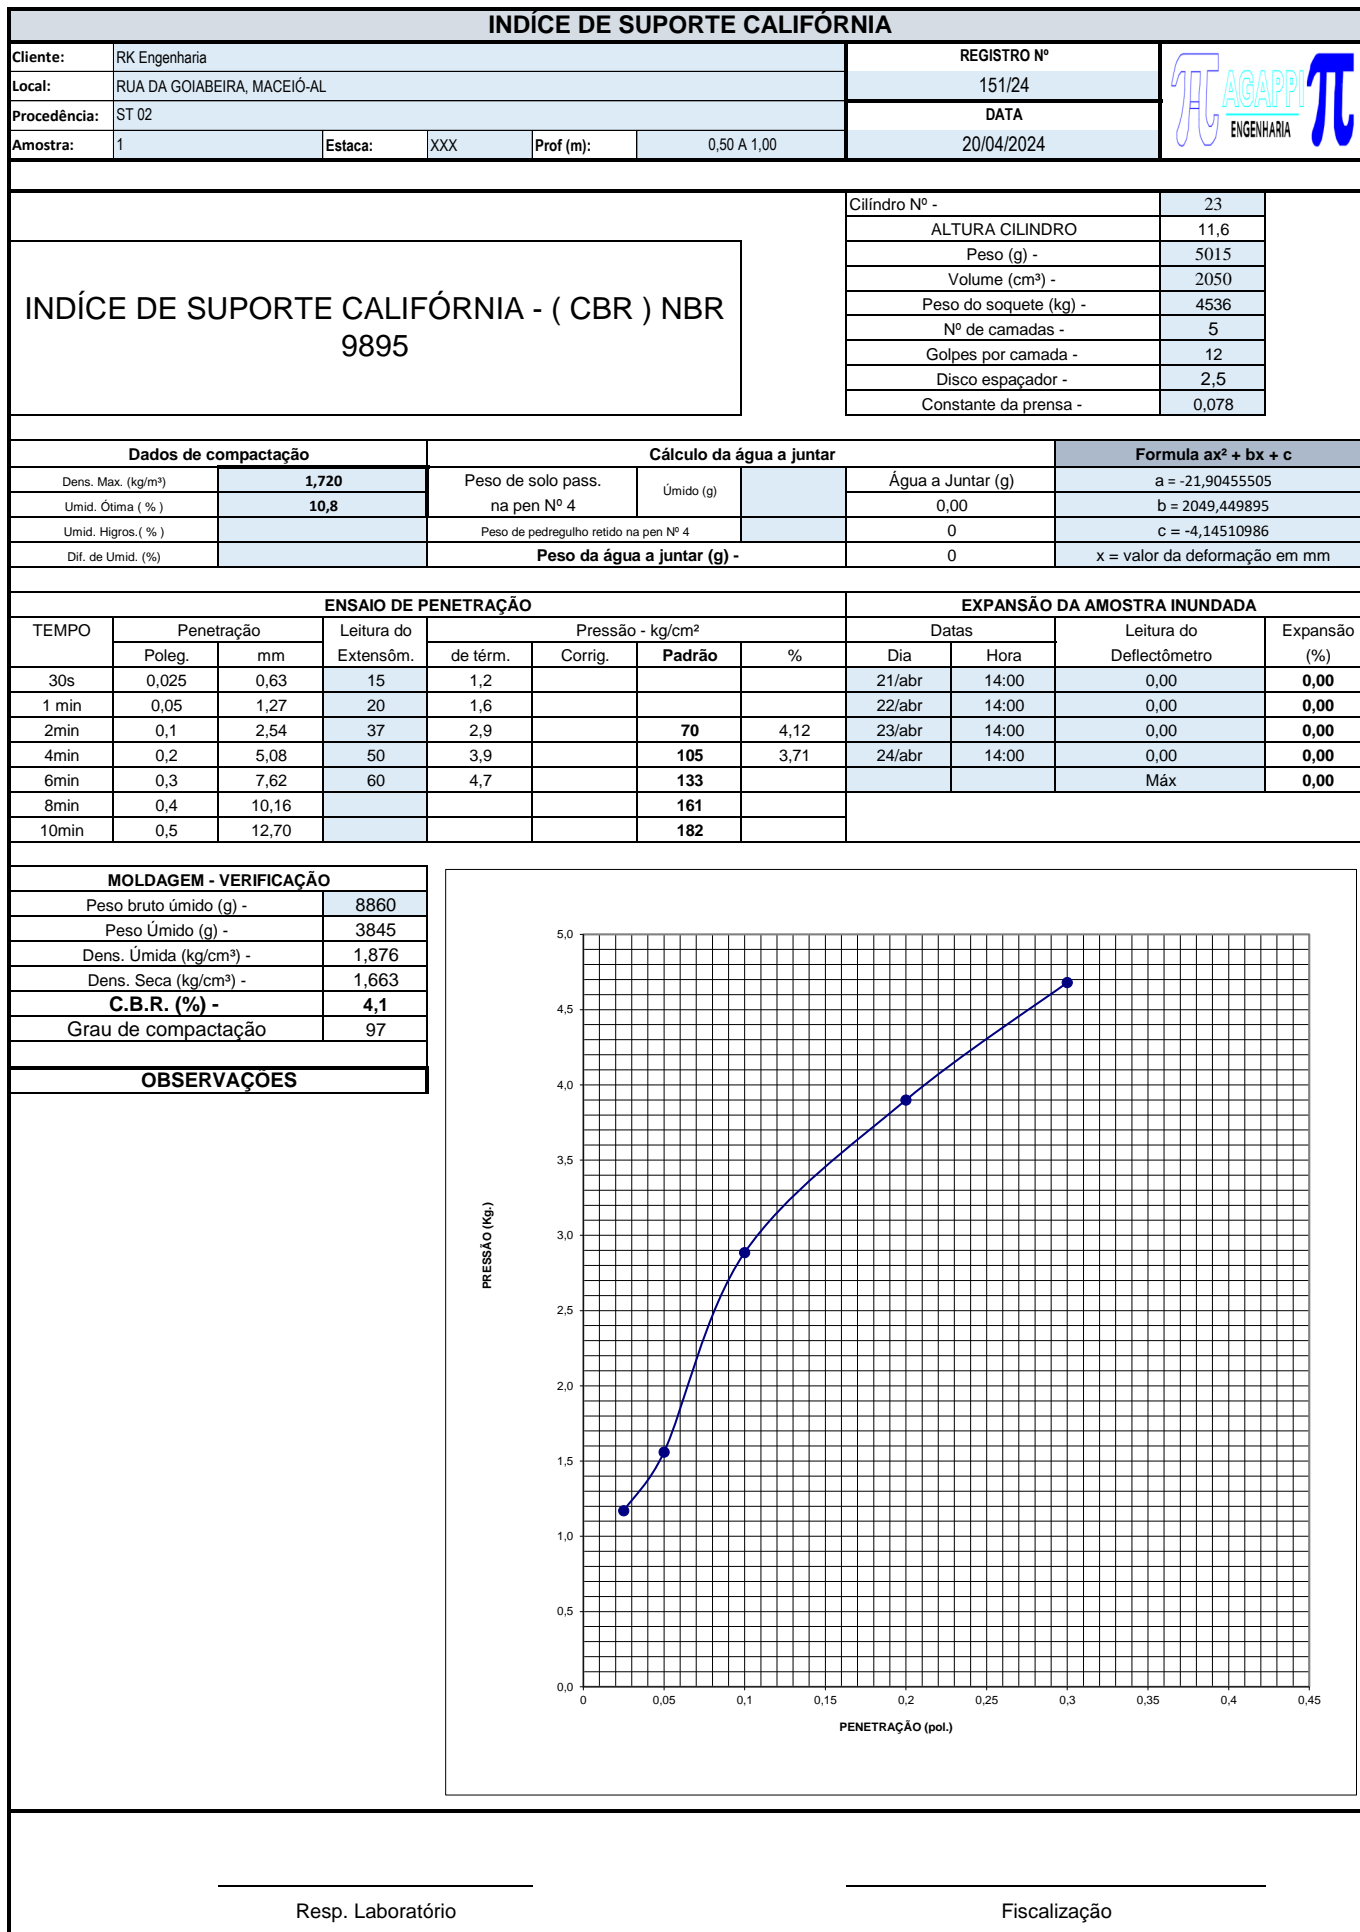 INDÍCE DE SUPORTE CALIFÓRNIA
Cliente: RK Engenharia REGISTRO Nº
Local: RUA DA GOIABEIRA, MACEIÓ-AL 151/24
Procedência: ST 02 DATA
Amostra: 1 Estaca: XXX Prof (m): 0,50 A 1,00 20/04/2024
AGAPPI
ENGENHARIA
Cilíndro Nº - 23
ALTURA CILINDRO 11,6
Peso (g) - 5015
Volume (cm³) - 2050
Peso do soquete (kg) - 4536
Nº de camadas - 5
Golpes por camada - 12
Disco espaçador - 2,5
Constante da prensa - 0,078
INDÍCE DE SUPORTE CALIFÓRNIA - ( CBR ) NBR
9895
Dados de compactação Cálculo da água a juntar Formula ax² + bx + c
Dens. Max. (kg/m³) 1,720 Peso de solo pass. Úmido (g) Água a Juntar (g) a = -21,90455505
Umid. Ótima ( % ) 10,8 na pen Nº 4 0,00 b = 2049,449895
Umid. Higros.( % ) Peso de pedregulho retido na pen Nº 4 0 c = -4,14510986
Dif. de Umid. (%) Peso da água a juntar (g) - 0 x = valor da deformação em mm
ENSAIO DE PENETRAÇÃO EXPANSÃO DA AMOSTRA INUNDADA
TEMPO Penetração Leitura do Pressão - kg/cm² Datas Leitura do Expansão
Poleg. mm Extensôm. de térm. Corrig. Padrão % Dia Hora Deflectômetro (%)
30s 0,025 0,63 15 1,2 21/abr 14:00 0,00 0,00
1 min 0,05 1,27 20 1,6 22/abr 14:00 0,00 0,00
2min 0,1 2,54 37 2,9 70 4,12 23/abr 14:00 0,00 0,00
4min 0,2 5,08 50 3,9 105 3,71 24/abr 14:00 0,00 0,00
6min 0,3 7,62 60 4,7 133 Máx 0,00
8min 0,4 10,16 161
10min 0,5 12,70 182
MOLDAGEM - VERIFICAÇÃO
Peso bruto úmido (g) - 8860
Peso Úmido (g) - 3845
Dens. Úmida (kg/cm³) - 1,876
Dens. Seca (kg/cm³) - 1,663
C.B.R. (%) - 4,1
Grau de compactação 97
OBSERVAÇÕES
5,0
4,5
4,0
3,5
3,0
2,5
2,0
1,5
1,0
0,5
0,0
PRESSÃO (Kg.)
0 0,05 0,1 0,15 0,2 0,25 0,3 0,35 0,4 0,45
PENETRAÇÃO (pol.)
Resp. Laboratório Fiscalização